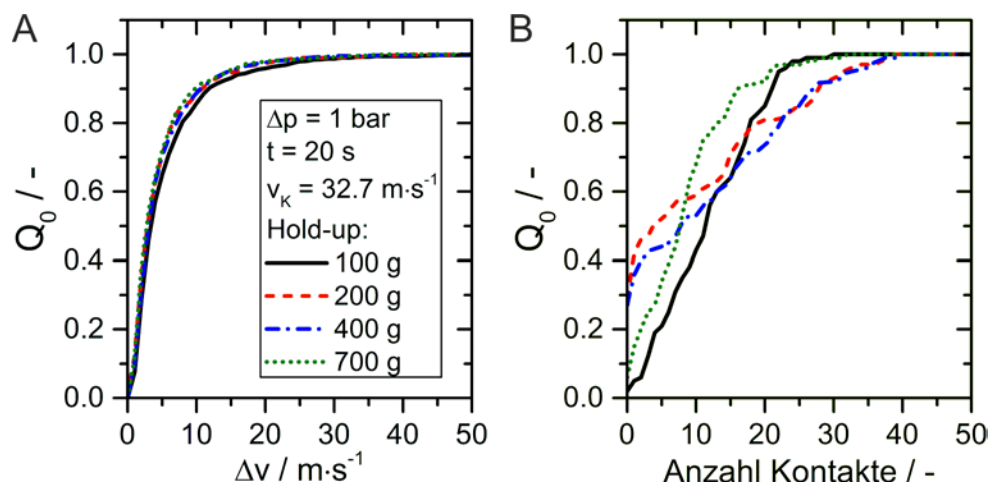 A
Q₀ / -
1.0
0.8
0.6
0.4
0.2
0.0
0 10 20 30 40 50
Δv / m·s⁻¹
Δp = 1 bar
t = 20 s
v_K = 32.7 m·s⁻¹
Hold-up:
100 g
200 g
400 g
700 g
B
Q₀ / -
1.0
0.8
0.6
0.4
0.2
0.0
0 10 20 30 40 50
Anzahl Kontakte / -